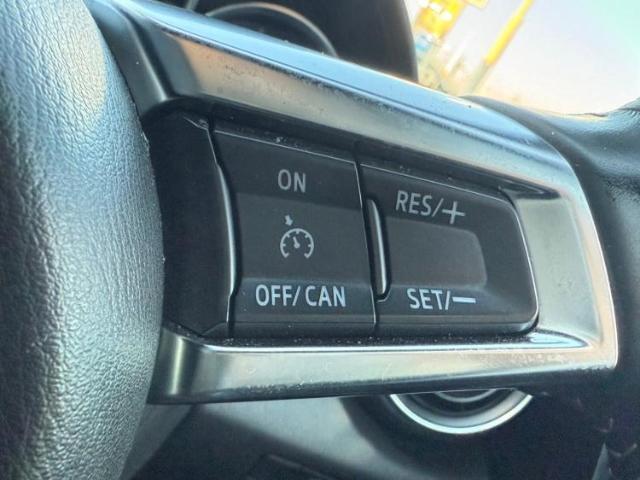 ON
OFF/CAN
RES/+
SET/—